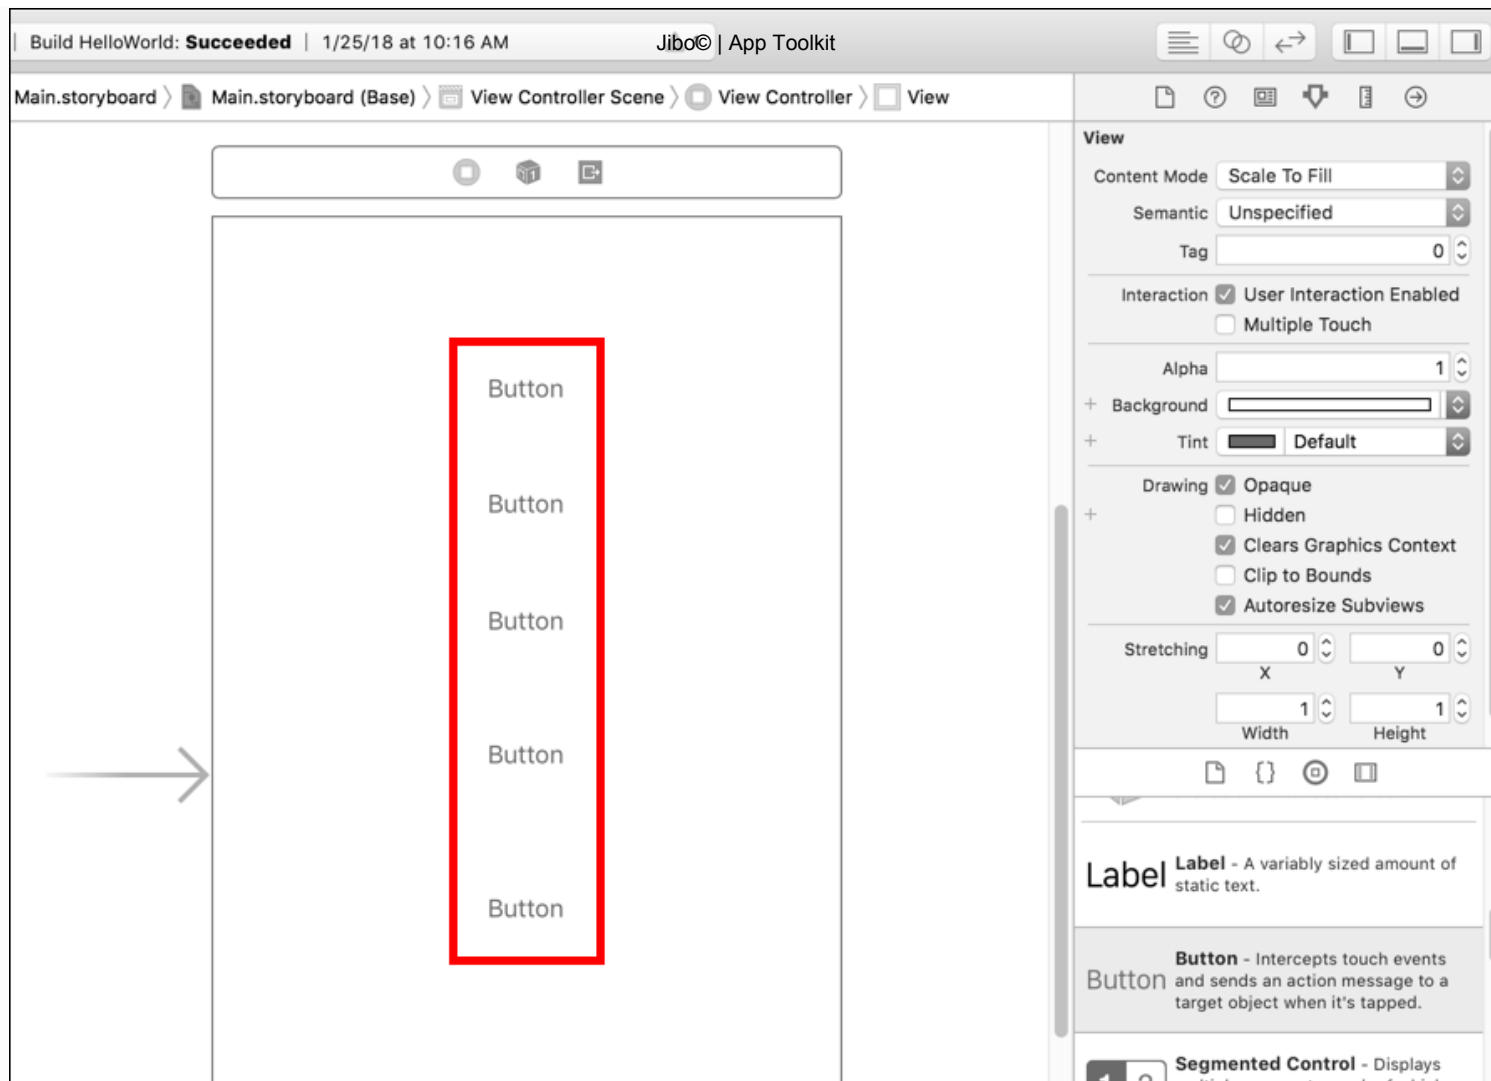 Build HelloWorld: Succeeded | 1/25/18 at 10:16 AM
Jibo© | App Toolkit
Main.storyboard
Main.storyboard (Base)
View Controller Scene
View Controller
View
View
Content Mode Scale To Fill
Semantic Unspecified
Tag 0
Interaction User Interaction Enabled
Multiple Touch
Alpha 1
+ Background
+ Tint Default
Drawing Opaque
+ Hidden
Clears Graphics Context
Clip to Bounds
Autoresize Subviews
Stretching 0 0
X Y
1 1
Width Height
Button
Button
Button
Button
Button
{}
Label Label - A variably sized amount of
static text.
Button - Intercepts touch events
Button and sends an action message to a
target object when it's tapped.
Segmented Control - Displays
1 2